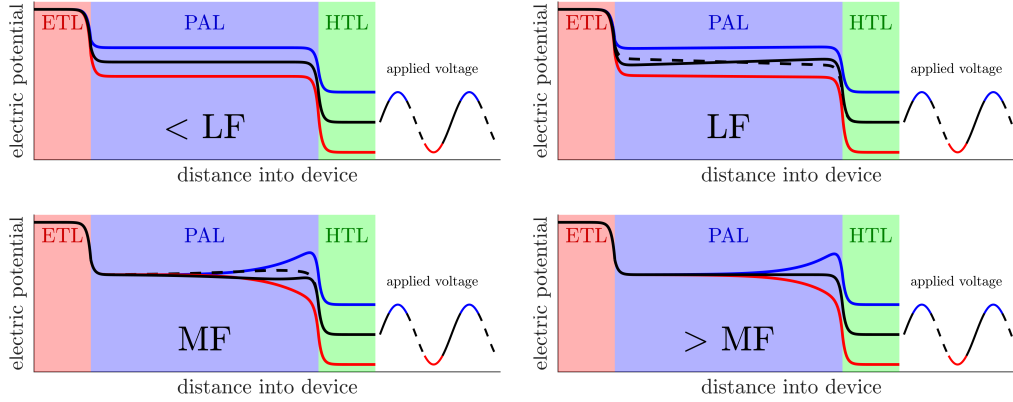 ETL PAL HTL
electric potential
applied voltage
< LF
distance into device
ETL PAL HTL
electric potential
applied voltage
LF
distance into device
ETL PAL HTL
electric potential
applied voltage
MF
distance into device
ETL PAL HTL
electric potential
applied voltage
> MF
distance into device